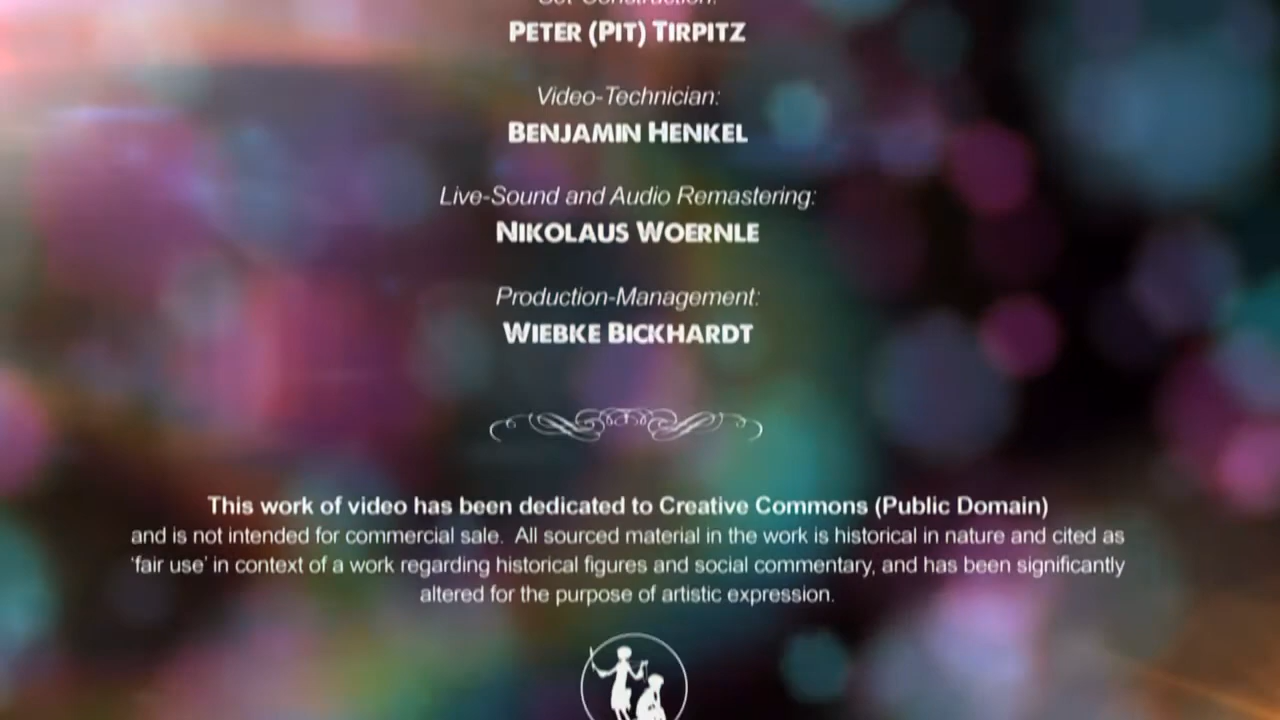 Set-Construction:
PETER (PIT) TIRPITZ
Video-Technician:
BENJAMIN HENKEL
Live-Sound and Audio Remastering:
NIKOLAUS WOERNLE
Production-Management:
WIEBKE BICKHARDT
This work of video has been dedicated to Creative Commons (Public Domain)
and is not intended for commercial sale. All sourced material in the work is historical in nature and cited as
'fair use' in context of a work regarding historical figures and social commentary, and has been significantly
altered for the purpose of artistic expression.